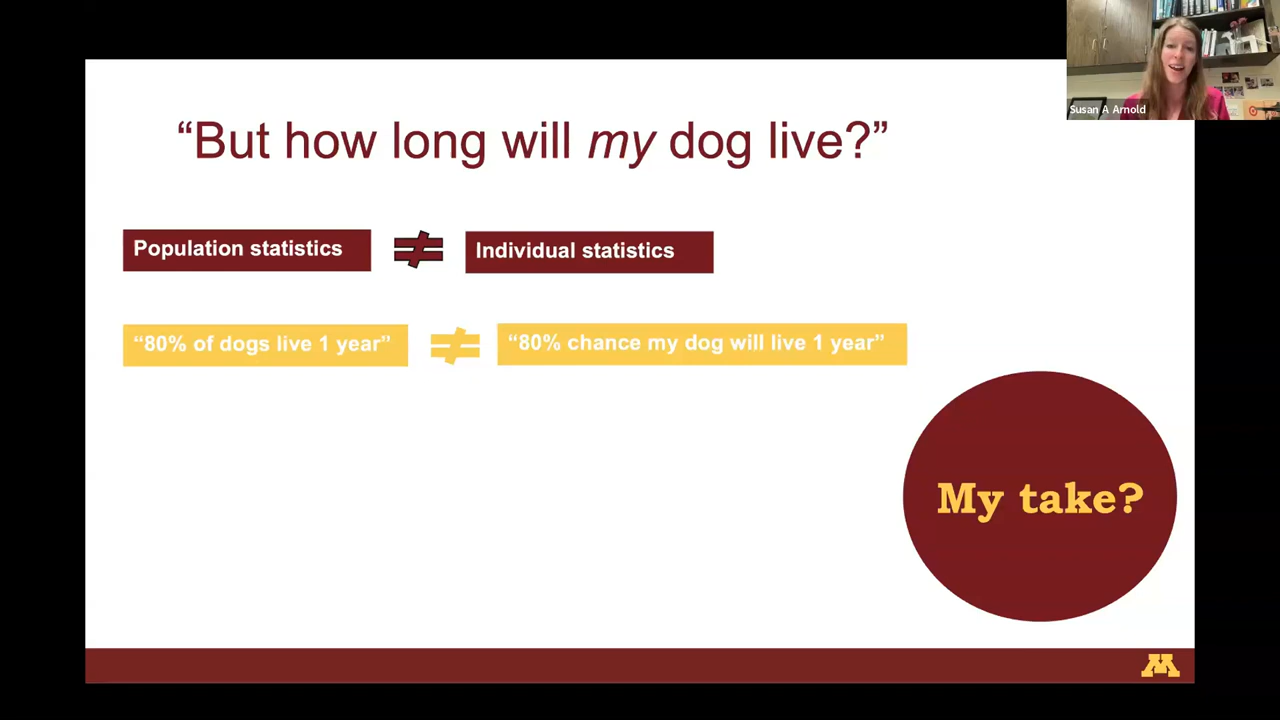 Susan A Arnold
“But how long will my dog live?”
Population statistics
≠
Individual statistics
“80% of dogs live 1 year”
≠
“80% chance my dog will live 1 year”
My take?
M